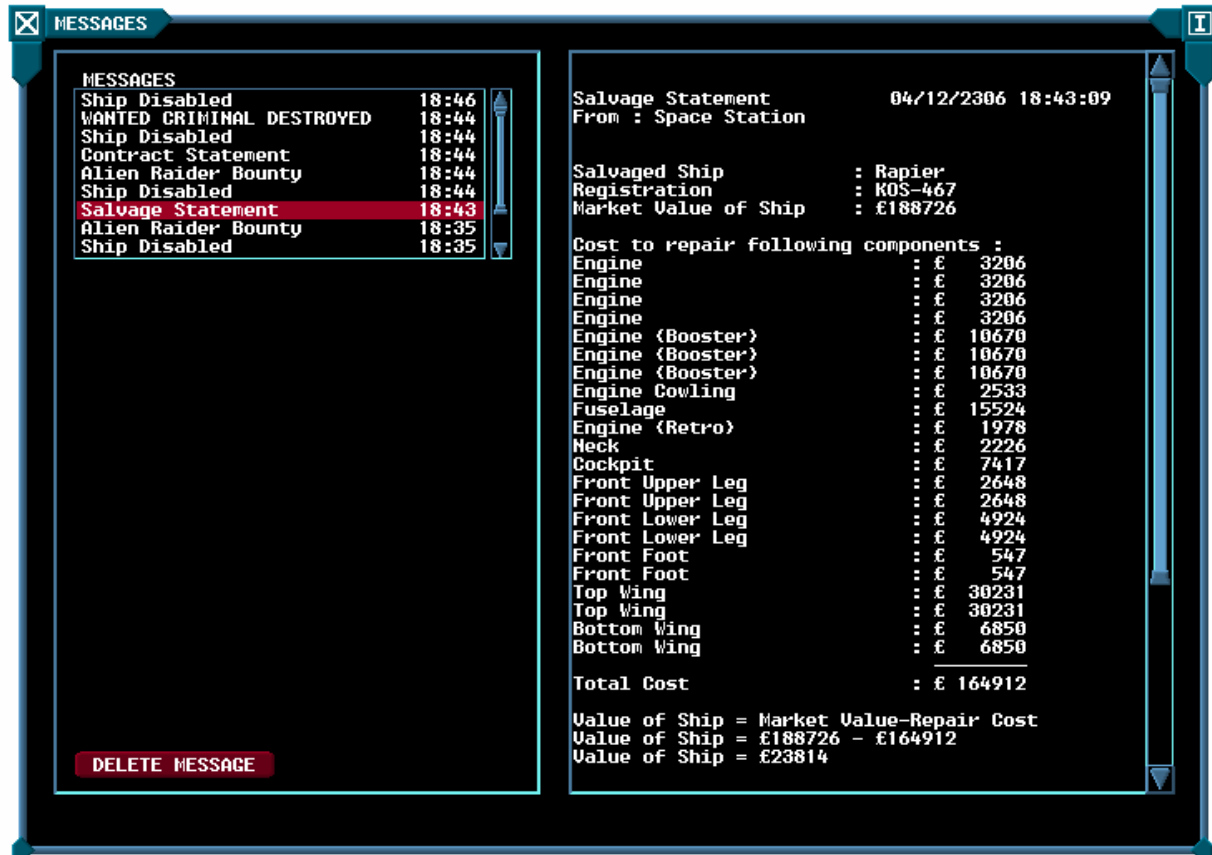 MESSAGES
MESSAGES
Ship Disabled 18:46
WANTED CRIMINAL DESTROYED 18:44
Ship Disabled 18:44
Contract Statement 18:44
Alien Raider Bounty 18:44
Ship Disabled 18:44
Salvage Statement 18:43
Alien Raider Bounty 18:35
Ship Disabled 18:35
DELETE MESSAGE
I
Salvage Statement 04/12/2306 18:43:09
From : Space Station
Salvaged Ship : Rapier
Registration : KOS-467
Market Value of Ship : £188726
Cost to repair following components :
Engine : £ 3206
Engine : £ 3206
Engine : £ 3206
Engine : £ 3206
Engine {Booster} : £ 10670
Engine {Booster} : £ 10670
Engine {Booster} : £ 10670
Engine Cowling : £ 2533
Fuselage : £ 15524
Engine {Retro} : £ 1978
Neck : £ 2226
Cockpit : £ 7417
Front Upper Leg : £ 2648
Front Upper Leg : £ 2648
Front Lower Leg : £ 4924
Front Lower Leg : £ 4924
Front Foot : £ 547
Front Foot : £ 547
Top Wing : £ 30231
Top Wing : £ 30231
Bottom Wing : £ 6850
Bottom Wing : £ 6850
Total Cost : £ 164912
Value of Ship = Market Value-Repair Cost
Value of Ship = £188726 - £164912
Value of Ship = £23814